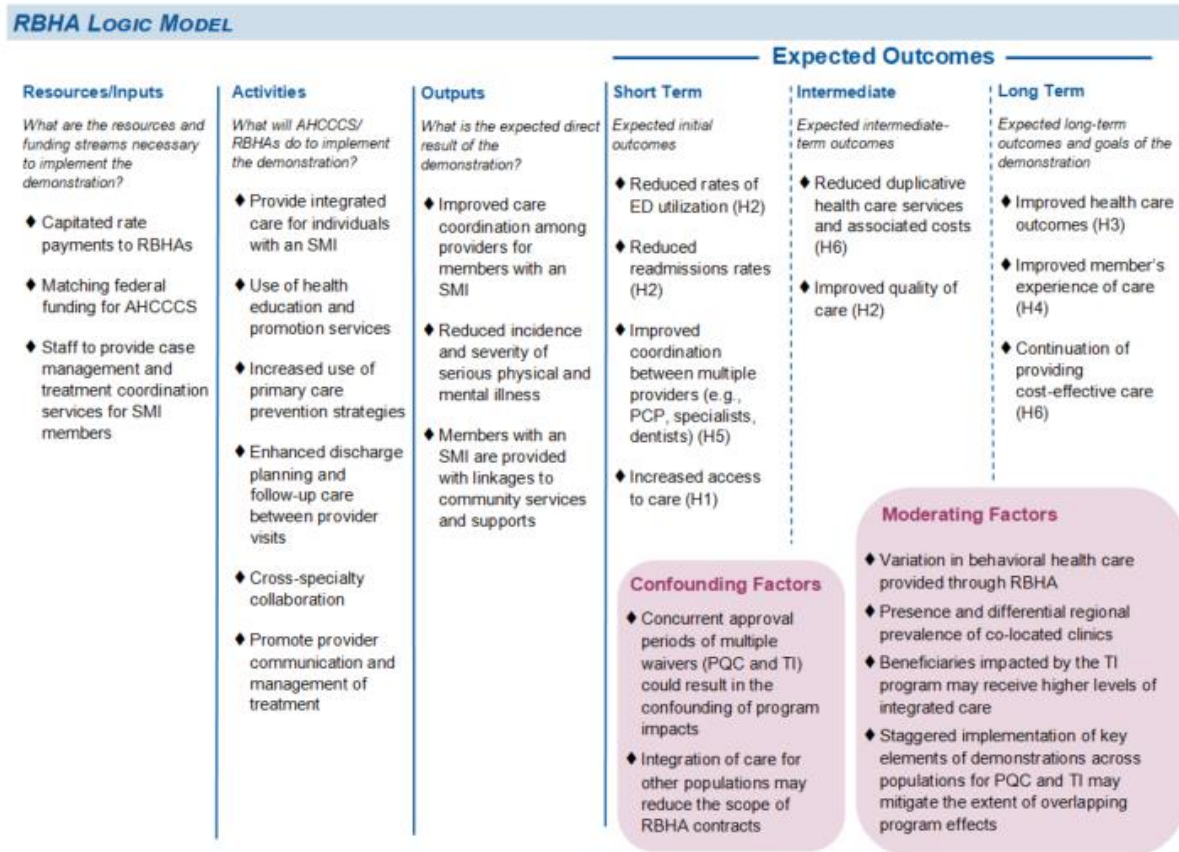 RBHA LOGIC MODEL
Expected Outcomes
Resources/Inputs
What are the resources and
funding streams necessary
to implement the
demonstration?
♦ Capitated rate
payments to RBHAs
♦ Matching federal
funding for AHCCCS
♦ Staff to provide case
management and
treatment coordination
services for SMI
members
Activities
What will AHCCCS/
RBHAs do to implement
the demonstration?
♦ Provide integrated
care for individuals
with an SMI
♦ Use of health
education and
promotion services
♦ Increased use of
primary care
prevention strategies
♦ Enhanced discharge
planning and
follow-up care
between provider
visits
♦ Cross-specialty
collaboration
♦ Promote provider
communication and
management of
treatment
Outputs
What is the expected direct
result of the
demonstration?
♦ Improved care
coordination among
providers for
members with an
SMI
♦ Reduced incidence
and severity of
serious physical and
mental illness
♦ Members with an
SMI are provided
with linkages to
community services
and supports
Short Term
Expected initial
outcomes
♦ Reduced rates of
ED utilization (H2)
♦ Reduced
readmissions rates
(H2)
♦ Improved
coordination
between multiple
providers (e.g.,
PCP, specialists,
dentists) (H5)
♦ Increased access
to care (H1)
Intermediate
Expected intermediate-
term outcomes
♦ Reduced duplicative
health care services
and associated costs
(H6)
♦ Improved quality of
care (H2)
Long Term
Expected long-term
outcomes and goals of the
demonstration
♦ Improved health care
outcomes (H3)
♦ Improved member's
experience of care
(H4)
♦ Continuation of
providing
cost-effective care
(H6)
Confounding Factors
♦ Concurrent approval
periods of multiple
waivers (PQC and TI)
could result in the
confounding of program
impacts
♦ Integration of care for
other populations may
reduce the scope of
RBHA contracts
Moderating Factors
♦ Variation in behavioral health care
provided through RBHA
♦ Presence and differential regional
prevalence of co-located clinics
♦ Beneficiaries impacted by the TI
program may receive higher levels of
integrated care
♦ Staggered implementation of key
elements of demonstrations across
populations for PQC and TI may
mitigate the extent of overlapping
program effects